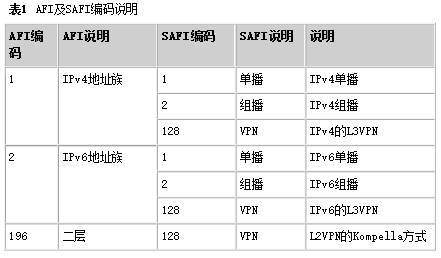 表1 AFI及SAFI编码说明
AFI编码 AFI说明 SAFI编码 SAFI说明 说明
1 IPv4地址族 1 单播 IPv4单播
2 组播 IPv4组播
128 VPN IPv4的L3VPN
2 IPv6地址族 1 单播 IPv6单播
2 组播 IPv6组播
128 VPN IPv6的L3VPN
196 二层 128 VPN L2VPN的Kompella方式